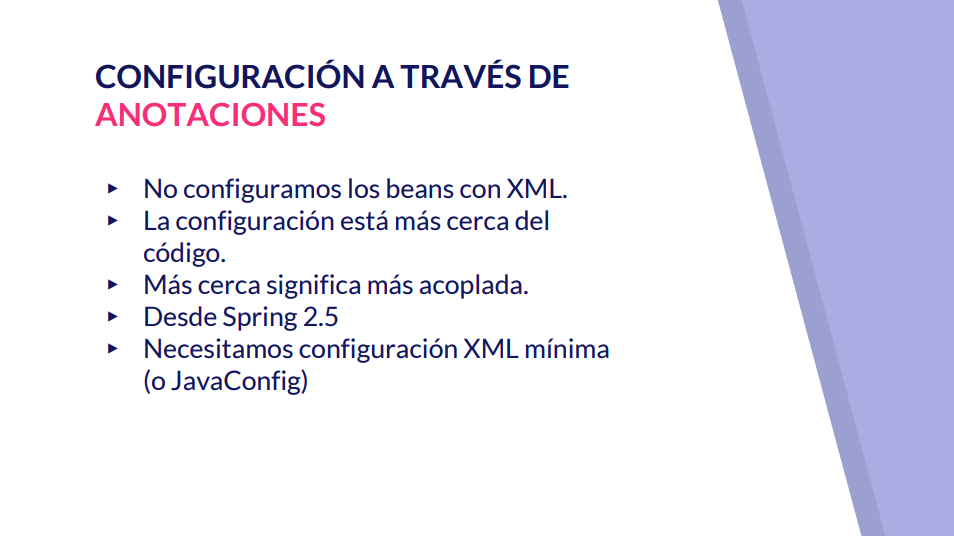 CONFIGURACIÓN A TRAVÉS DE
ANOTACIONES
▸ No configuramos los beans con XML.
▸ La configuración está más cerca del
código.
▸ Más cerca significa más acoplada.
▸ Desde Spring 2.5
▸ Necesitamos configuración XML mínima
(o JavaConfig)